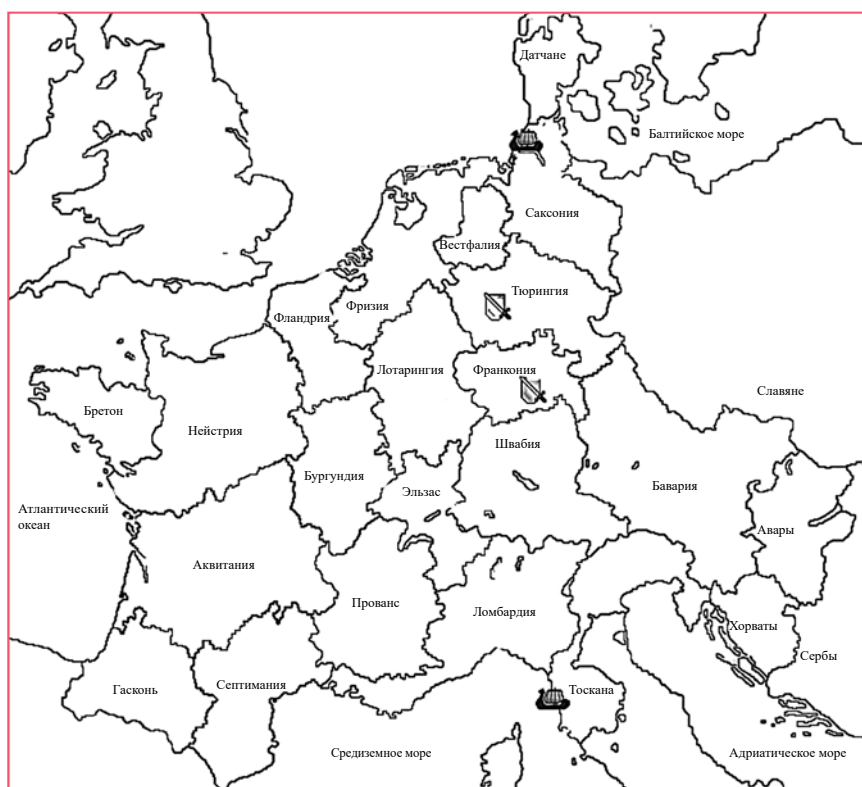 Датчане
Балтийское море
Саксония
Вестфалия
Тюрингия
Фризия
Фландрия
Лотарингия
Франкония
Славяне
Бретон
Нейстрия
Швабия
Бургундия
Эльзас
Бавария
Атлантический
океан
Авары
Аквитания
Прованс
Ломбардия
Хорваты
Сербы
Гасконь
Септимания
Тоскана
Средиземное море
Адриатическое море